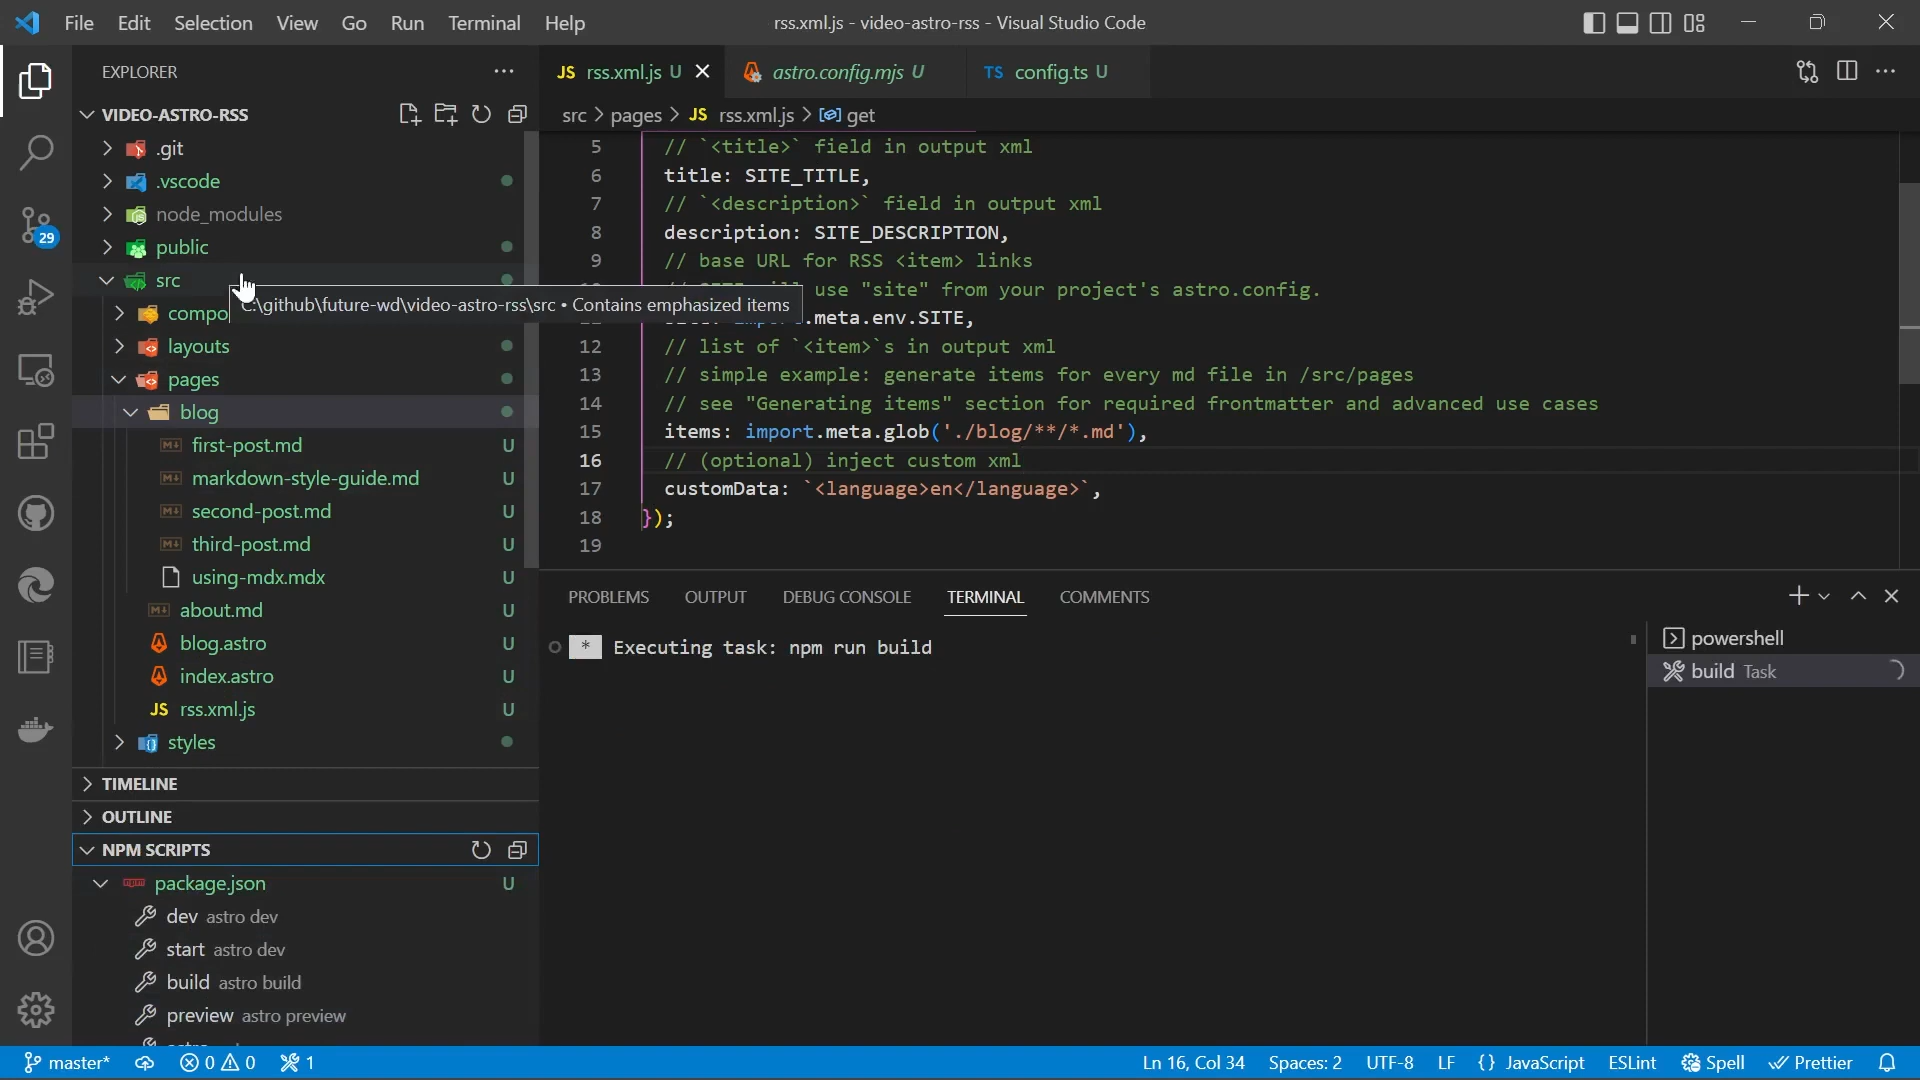 File Edit Selection View Go Run Terminal Help
rss.xml.js - video-astro-rss - Visual Studio Code
EXPLORER
VIDEO-ASTRO-RSS
.git
.vscode
node_modules
public
src
C:\github\future-wd\video-astro-rss\src • Contains emphasized items
compo
layouts
pages
blog
first-post.md U
markdown-style-guide.md U
second-post.md U
third-post.md U
using-mdx.mdx U
about.md U
blog.astro U
index.astro U
JS rss.xml.js U
styles
TIMELINE
OUTLINE
NPM SCRIPTS
package.json U
dev astro dev
start astro dev
build astro build
preview astro preview
29
JS rss.xml.js U
astro.config.mjs U
TS config.ts U
src > pages > JS rss.xml.js > get
5 // `<title>` field in output xml
6 title: SITE_TITLE,
7 // `<description>` field in output xml
8 description: SITE_DESCRIPTION,
9 // base URL for RSS <item> links
use "site" from your project's astro.config.
.meta.env.SITE,
12 // list of `<item>`s in output xml
13 // simple example: generate items for every md file in /src/pages
14 // see "Generating items" section for required frontmatter and advanced use cases
15 items: import.meta.glob('./blog/**/*.md'),
16 // (optional) inject custom xml
17 customData: `<language>en</language>`,
18 });
19
PROBLEMS OUTPUT DEBUG CONSOLE TERMINAL COMMENTS
* Executing task: npm run build
powershell
build Task
master* 0 0 1
Ln 16, Col 34 Spaces: 2 UTF-8 LF {} JavaScript ESLint Spell Prettier